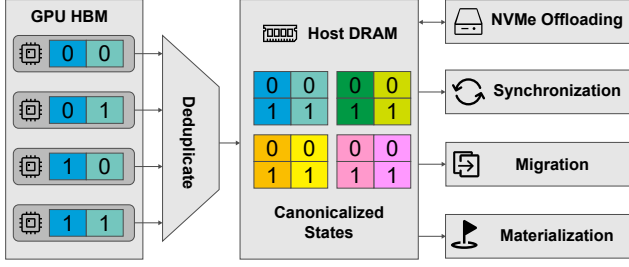 GPU HBM
0 0
0 1
1 0
1 1
Deduplicate
Host DRAM
0 0 0 0
1 1 1 1
0 0 0 0
1 1 1 1
Canonicalized
States
NVMe Offloading
Synchronization
Migration
Materialization